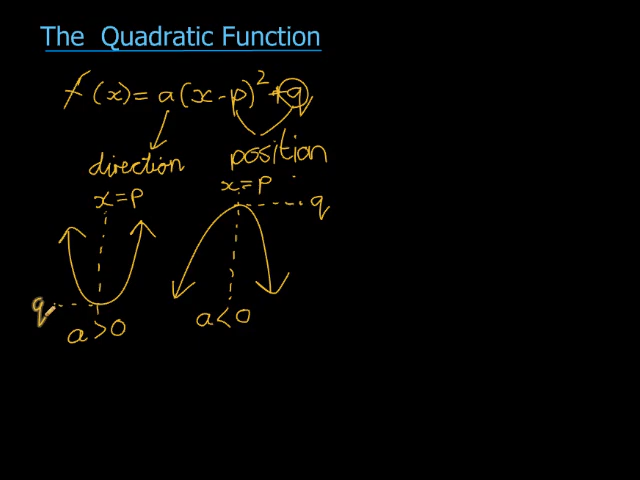 The Quadratic Function
f(x) = a(x - p)² + q
direction
position
x = p
x = p
q
q
a > 0
a < 0